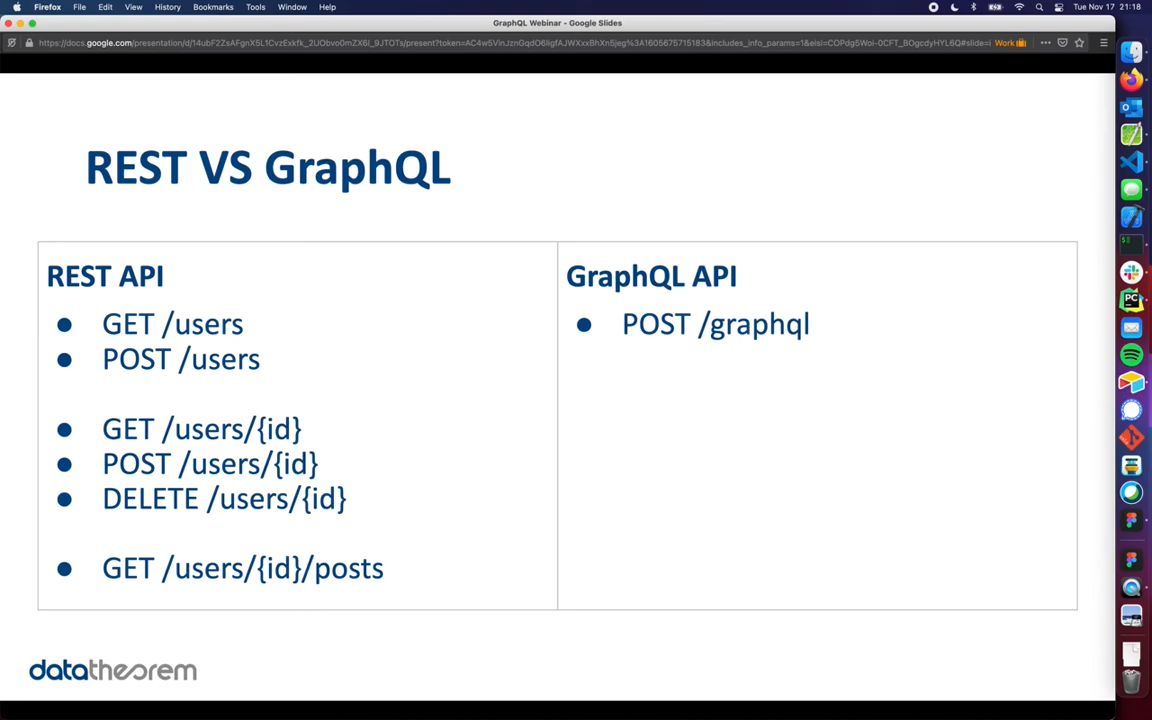 Firefox File Edit View History Bookmarks Tools Window Help Tue Nov 17 21:18
GraphQL Webinar - Google Slides
Work
REST VS GraphQL
REST API
● GET /users
● POST /users
● GET /users/{id}
● POST /users/{id}
● DELETE /users/{id}
● GET /users/{id}/posts
GraphQL API
● POST /graphql
datatheorem